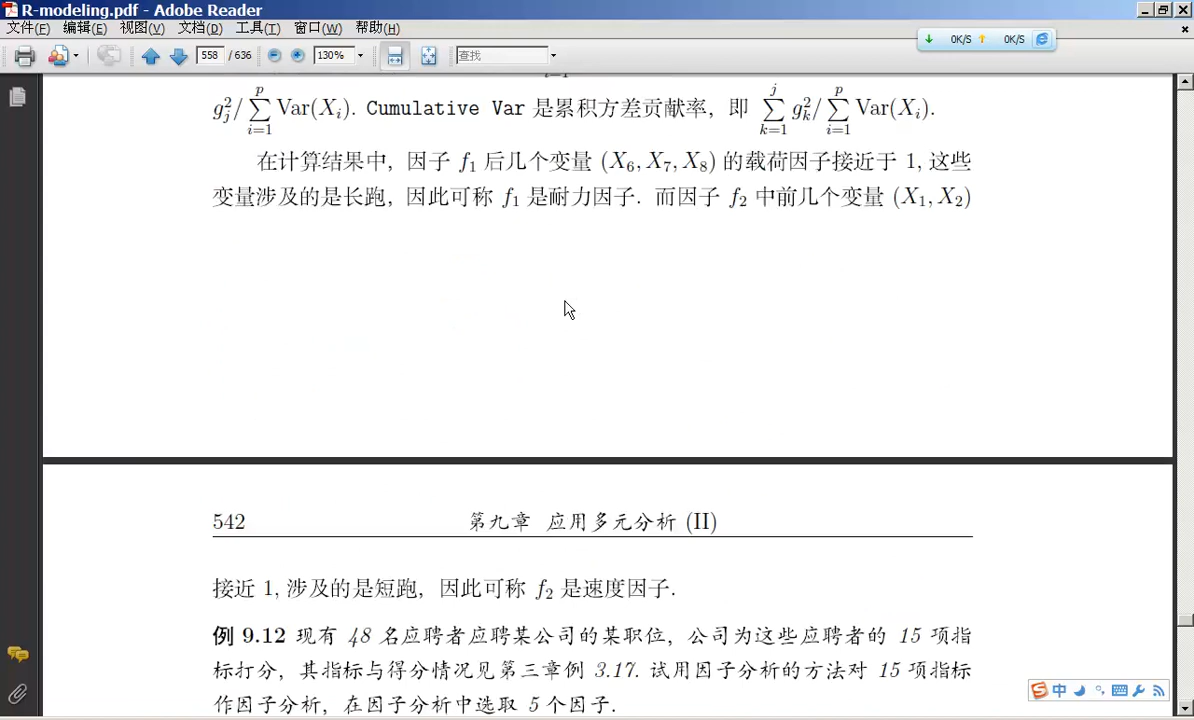 R-modeling.pdf - Adobe Reader
文件(F) 编辑(E) 视图(V) 文档(D) 工具(T) 窗口(W) 帮助(H)
0K/S 0K/S
558 / 636 130% 查找
g_j^2/∑_{i=1}^{p} Var(X_i). Cumulative Var 是累积方差贡献率, 即 ∑_{k=1}^{j} g_k^2/∑_{i=1}^{p} Var(X_i).
在计算结果中, 因子 f_1 后几个变量 (X_6, X_7, X_8) 的载荷因子接近于 1, 这些
变量涉及的是长跑, 因此可称 f_1 是耐力因子. 而因子 f_2 中前几个变量 (X_1, X_2)
542 第九章 应用多元分析 (II)
接近 1, 涉及的是短跑, 因此可称 f_2 是速度因子.
例 9.12 现有 48 名应聘者应聘某公司的某职位, 公司为这些应聘者的 15 项指
标打分, 其指标与得分情况见第三章例 3.17. 试用因子分析的方法对 15 项指标
作因子分析, 在因子分析中选取 5 个因子.
中